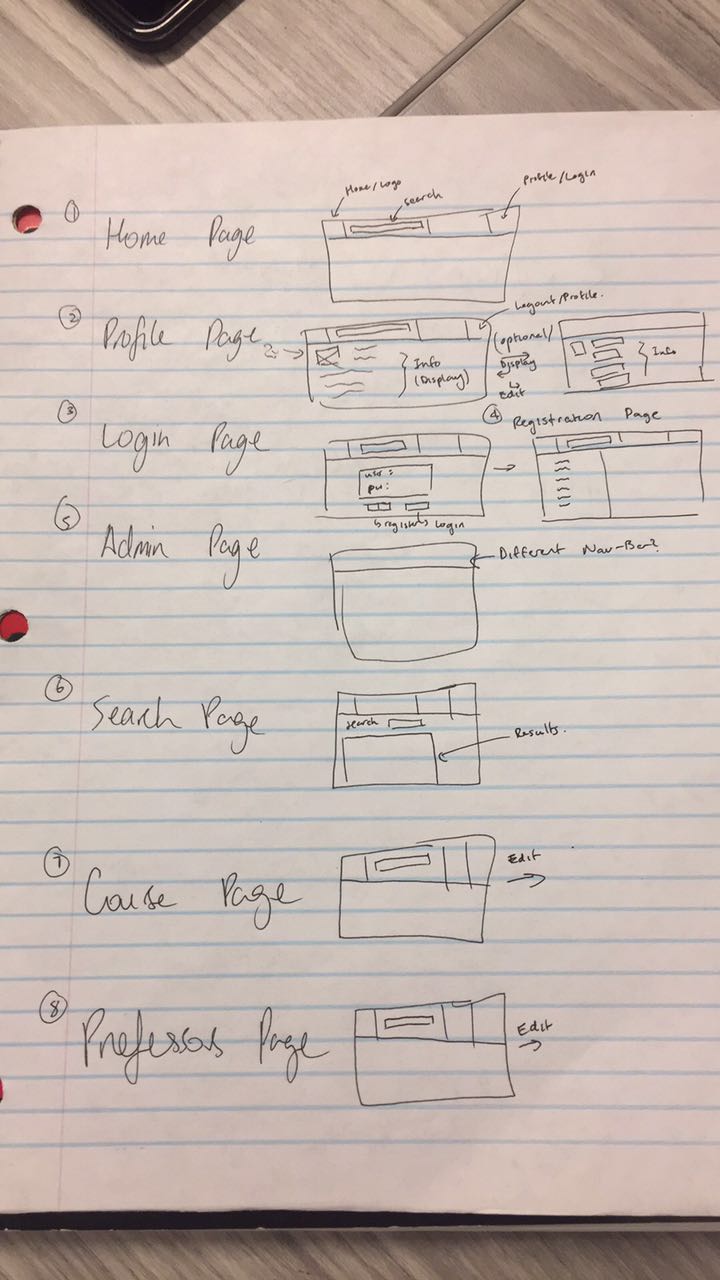 ① Home Page
Home/Logo
search
Profile/Login
② Profile Page
Logout/Profile.
Info
(Display)
(optional)
Display
Edit
Info
③ Login Page
user:
pw:
register
Login
④ Registration Page
⑤ Admin Page
Different Nav-Bar?
⑥ Search Page
search
Results.
⑦ Course Page
Edit
⑧ Professors Page
Edit